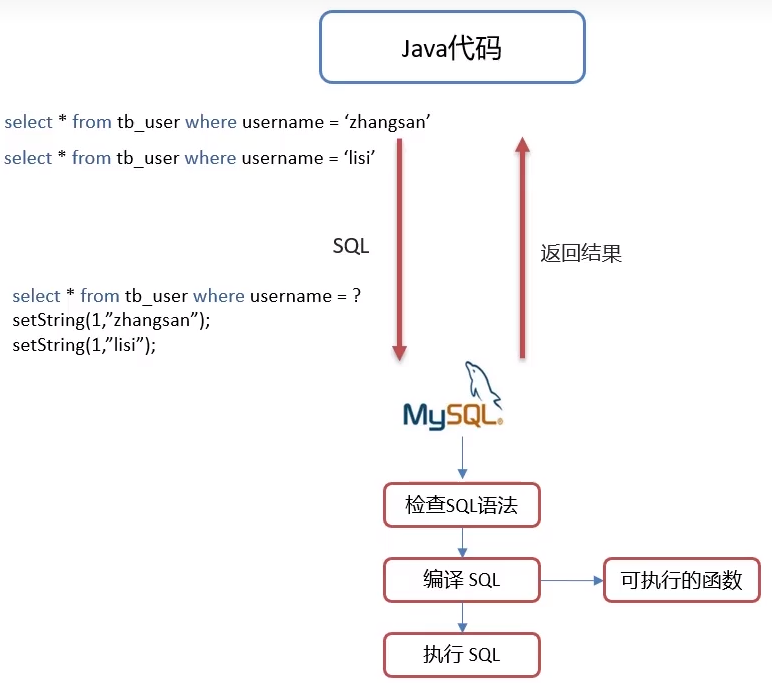 Java代码
select * from tb_user where username = ‘zhangsan’
select * from tb_user where username = ‘lisi’
SQL
返回结果
select * from tb_user where username = ?
setString(1,”zhangsan”);
setString(1,”lisi”);
MySQL®
检查SQL语法
编译 SQL
可执行的函数
执行 SQL